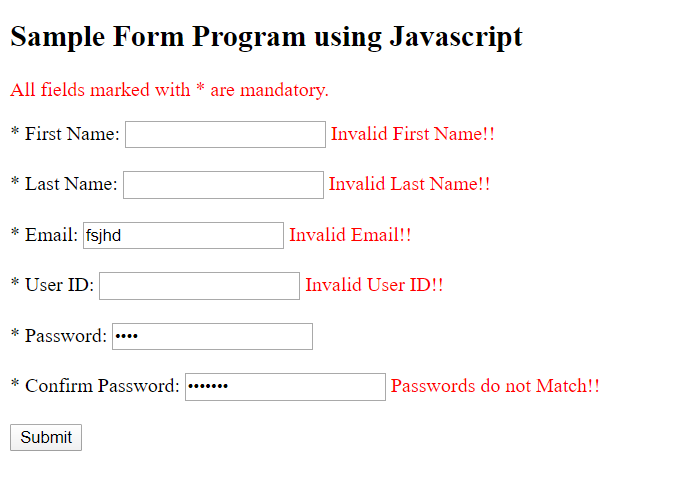 Sample Form Program using Javascript
All fields marked with * are mandatory.
* First Name: Invalid First Name!!
* Last Name: Invalid Last Name!!
* Email: fsjhd Invalid Email!!
* User ID: Invalid User ID!!
* Password: ••••
* Confirm Password: ••••••• Passwords do not Match!!
Submit